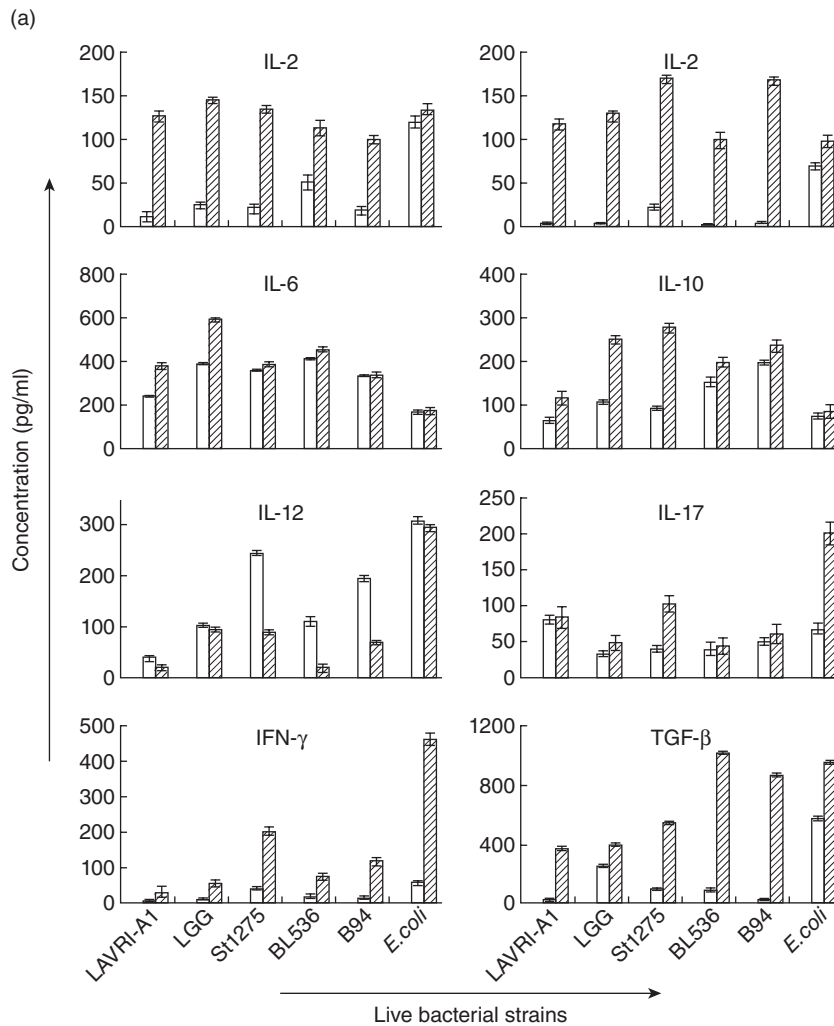 (a)
IL-2
200
150
100
50
0
IL-2
200
150
100
50
0
IL-6
800
600
400
200
0
IL-10
400
300
200
100
0
IL-12
300
200
100
0
IL-17
250
200
150
100
50
0
IFN-γ
500
400
300
200
100
0
TGF-β
1200
800
400
0
Concentration (pg/ml)
LAVRI-A1
LGG
St1275
BL536
B94
E.coli
LAVRI-A1
LGG
St1275
BL536
B94
E.coli
Live bacterial strains